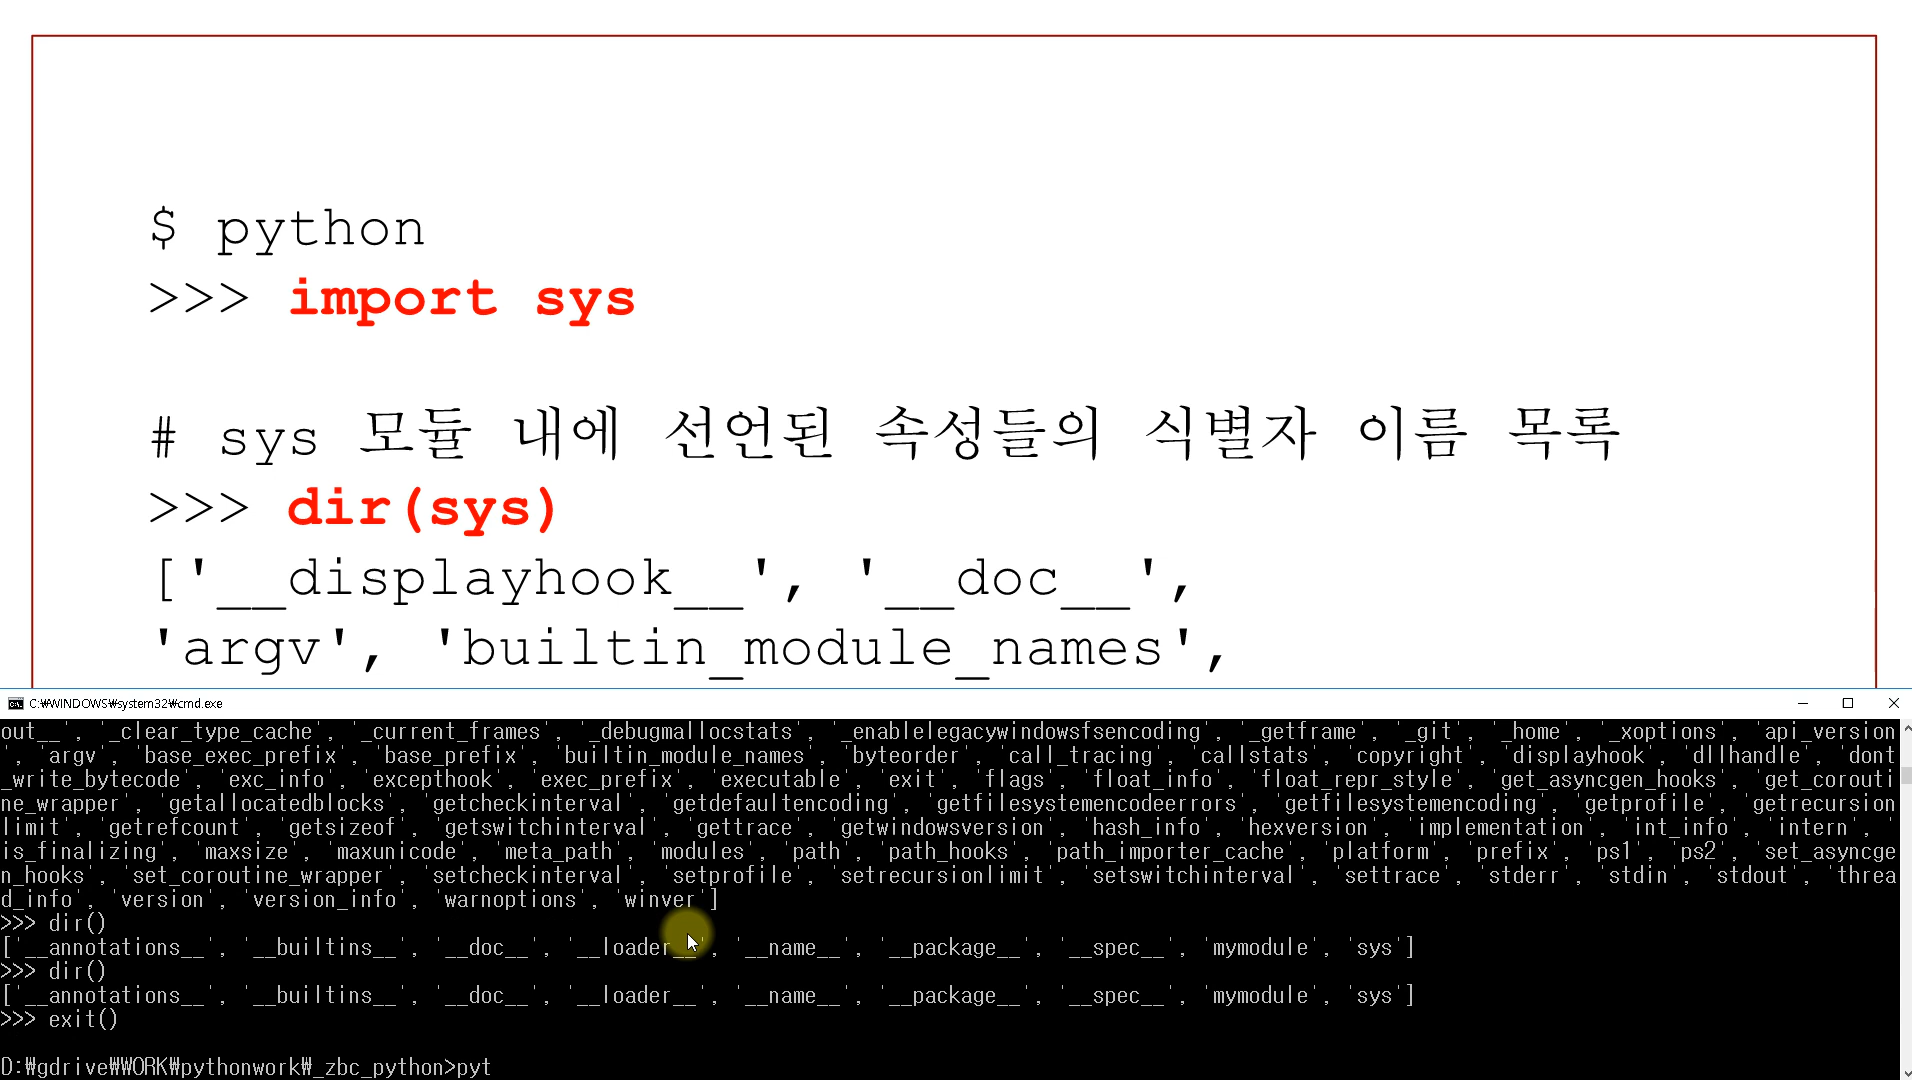 $ python
>>> import sys
# sys 모듈 내에 선언된 속성들의 식별자 이름 목록
>>> dir(sys)
['__displayhook__', '__doc__',
'argv', 'builtin_module_names',
C:₩WINDOWS₩system32₩cmd.exe
out__', '_clear_type_cache', '_current_frames', '_debugmallocstats', '_enablelegacywindowsfsencoding', '_getframe', '_git', '_home', '_xoptions', 'api_version
', 'argv', 'base_exec_prefix', 'base_prefix', 'builtin_module_names', 'byteorder', 'call_tracing', 'callstats', 'copyright', 'displayhook', 'dllhandle', 'dont
_write_bytecode', 'exc_info', 'excepthook', 'exec_prefix', 'executable', 'exit', 'flags', 'float_info', 'float_repr_style', 'get_asyncgen_hooks', 'get_corouti
ne_wrapper', 'getallocatedblocks', 'getcheckinterval', 'getdefaultencoding', 'getfilesystemencodeerrors', 'getfilesystemencoding', 'getprofile', 'getrecursion
limit', 'getrefcount', 'getsizeof', 'getswitchinterval', 'gettrace', 'getwindowsversion', 'hash_info', 'hexversion', 'implementation', 'int_info', 'intern', '
is_finalizing', 'maxsize', 'maxunicode', 'meta_path', 'modules', 'path', 'path_hooks', 'path_importer_cache', 'platform', 'prefix', 'ps1', 'ps2', 'set_asyncge
n_hooks', 'set_coroutine_wrapper', 'setcheckinterval', 'setprofile', 'setrecursionlimit', 'setswitchinterval', 'settrace', 'stderr', 'stdin', 'stdout', 'threa
d_info', 'version', 'version_info', 'warnoptions', 'winver']
>>> dir()
['__annotations__', '__builtins__', '__doc__', '__loader__', '__name__', '__package__', '__spec__', 'mymodule', 'sys']
>>> dir()
['__annotations__', '__builtins__', '__doc__', '__loader__', '__name__', '__package__', '__spec__', 'mymodule', 'sys']
>>> exit()
D:₩gdrive₩WORK₩pythonwork₩_zbc_python>pyt